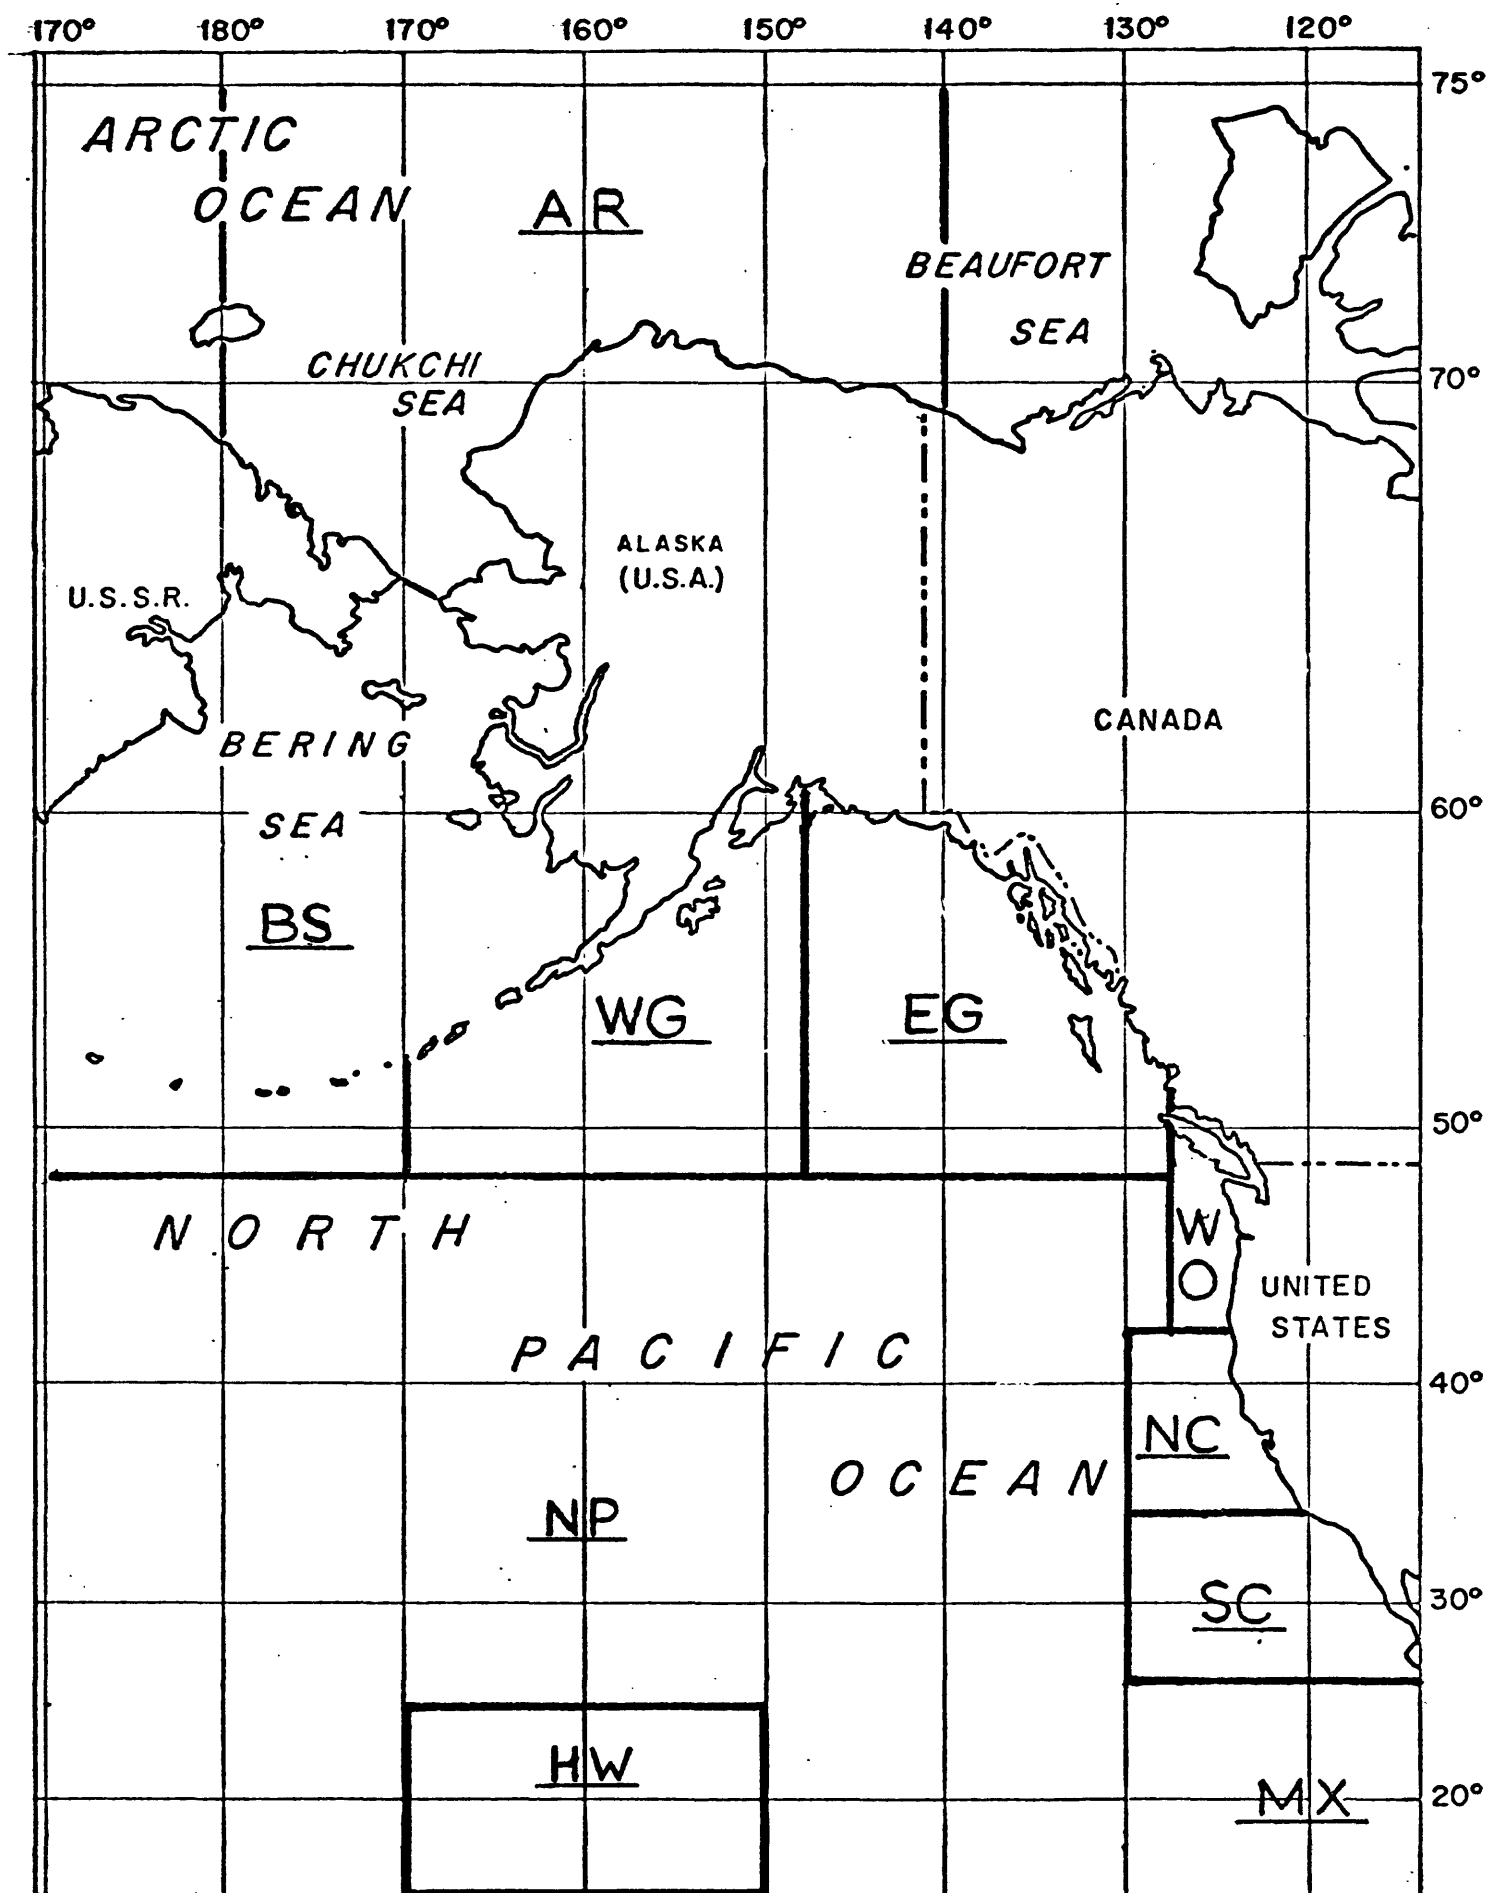 170° 180° 170° 160° 150° 140° 130° 120°
75°
ARCTIC
OCEAN
AR
BEAUFORT
SEA
CHUKCHI
SEA
70°
ALASKA
(U.S.A.)
U.S.S.R.
CANADA
BERING
SEA
60°
BS
WG
EG
50°
NORTH
W
O
UNITED
STATES
PACIFIC
40°
NC
OCEAN
NP
SC
30°
HW
MX
20°